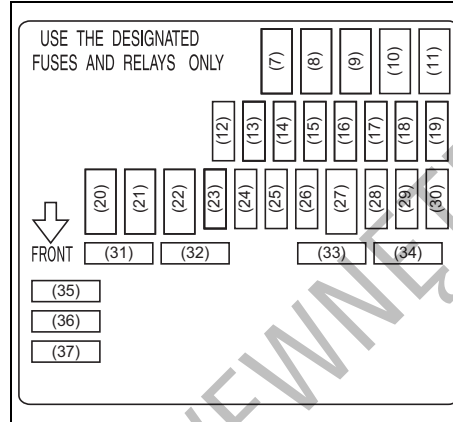 USE THE DESIGNATED
FUSES AND RELAYS ONLY
(7) (8) (9) (10) (11)
(12) (13) (14) (15) (16) (17) (18) (19)
(20) (21) (22) (23) (24) (25) (26) (27) (28) (29) (30)
FRONT (31) (32) (33) (34)
(35)
(36)
(37)